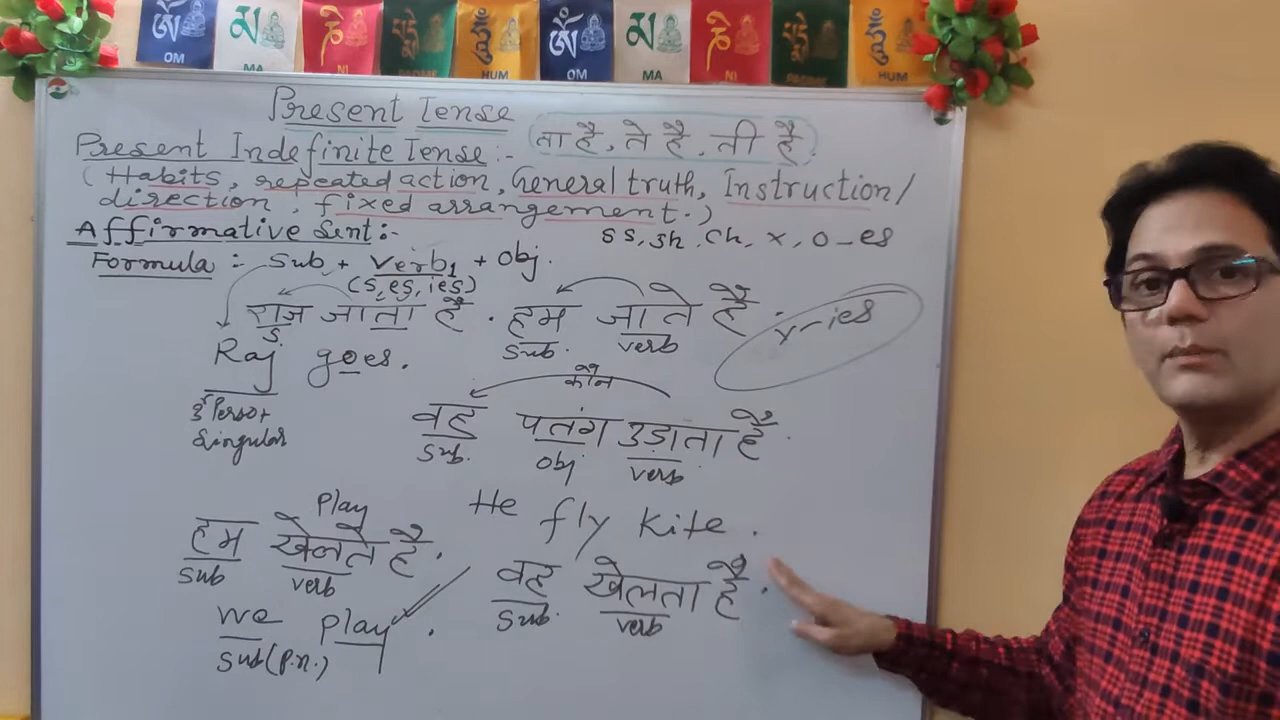 OM MA NI HUM OM MA NI HUM
Present Tense
Present Indefinite Tense:- ता है, ते है, ती है.
(Habits, repeated action, General truth, Instruction/
direction, fixed arrangement.)
Affirmative Sent:- ss, sh, ch, x, o - es
Formula :- Sub + Verb1 + Obj.
(s, es, ies)
राज जाता है. हम जाते हैं.
S. Sub. verb
y-ies
Raj goes.
3rd Person
Singular
कौन
वह पतंग उड़ाता है.
Sub. Obj verb
He fly kite.
Play
हम खेलते हैं.
Sub verb
वह खेलता है.
Sub. verb
we play.
Sub(P.n.)